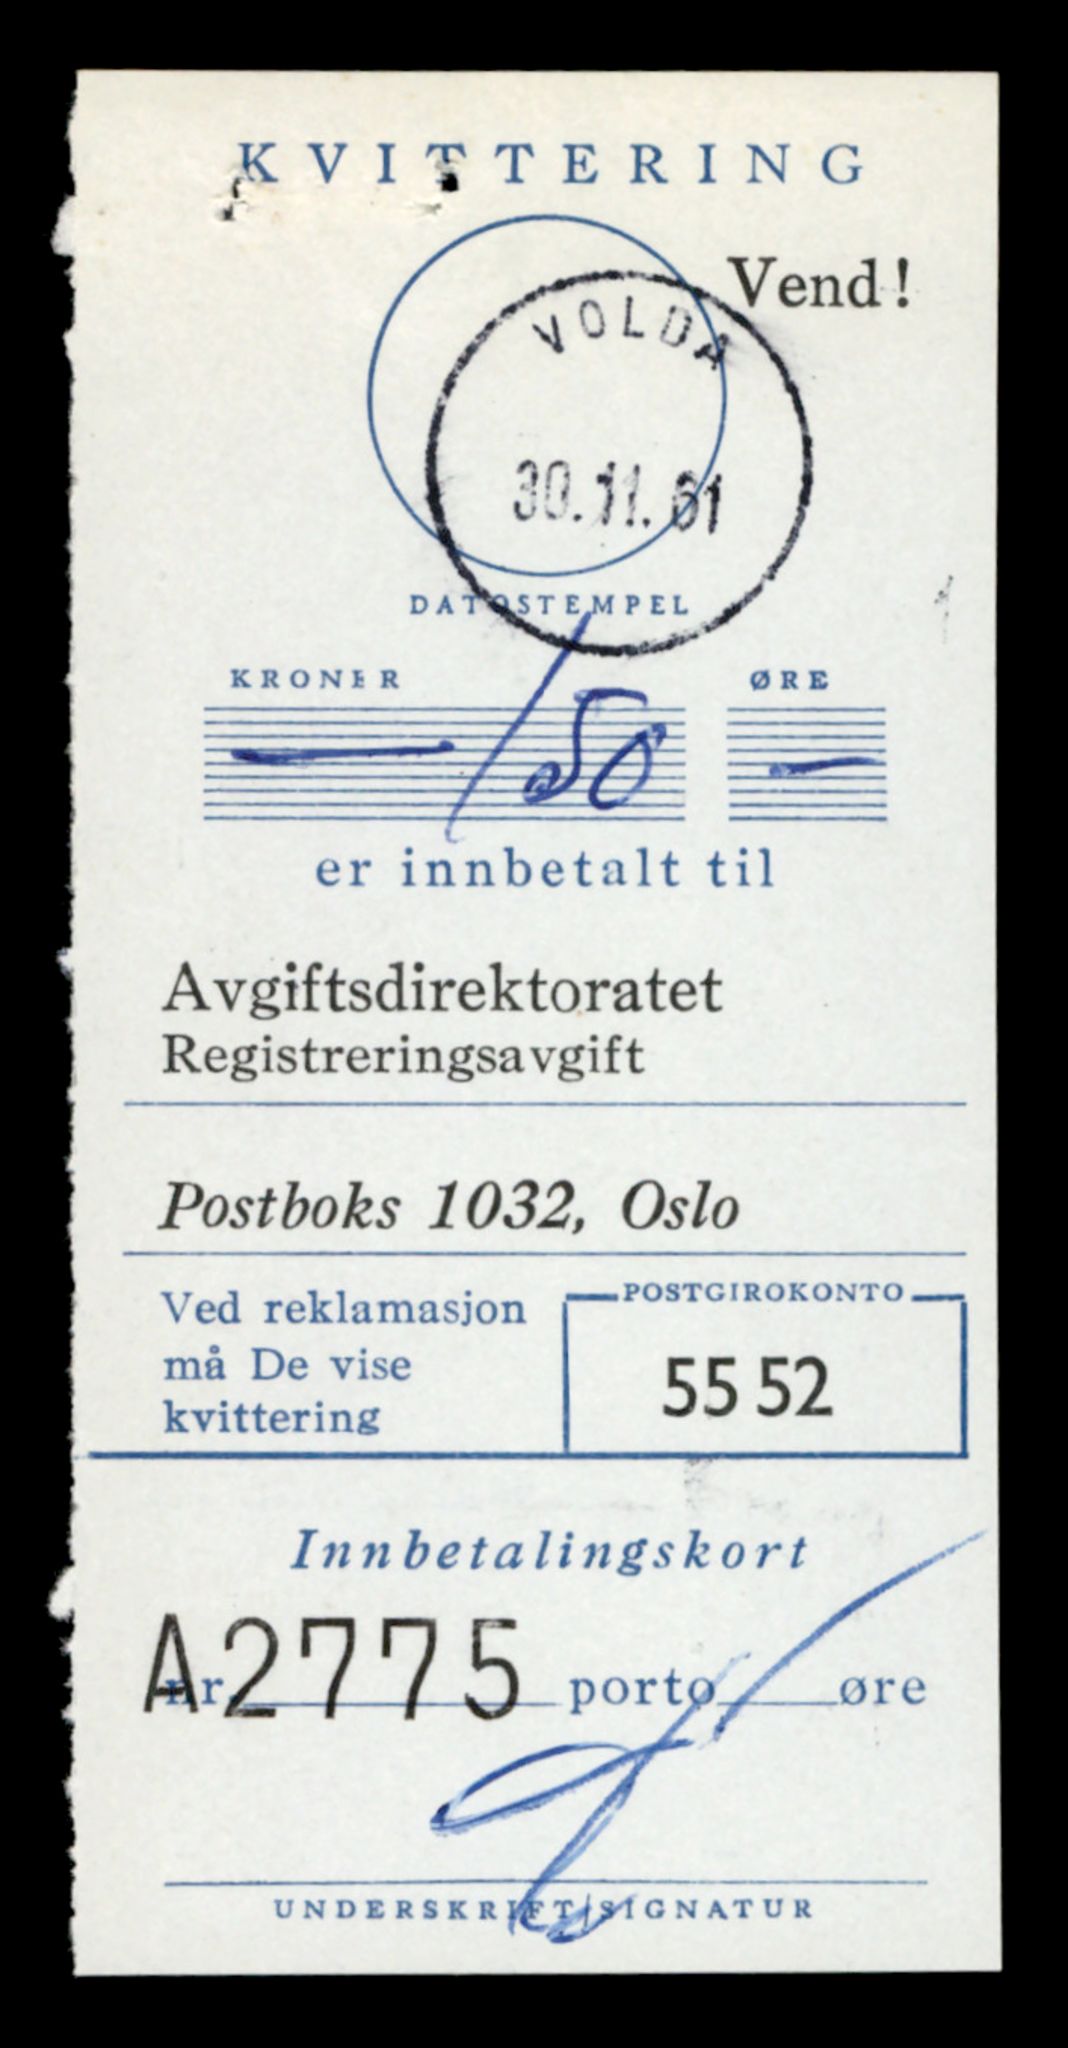 KVITTERING
Vend!
VOLDA
30.11.61
DATOSTEMPEL
KRONER ØRE
— /50 —
er innbetalt til
Avgiftsdirektoratet
Registreringsavgift
Postboks 1032, Oslo
Ved reklamasjon
må De vise
kvittering
POSTGIROKONTO
55 52
Innbetalingskort
nr. A2775 porto øre
UNDERSKRIFT/SIGNATUR